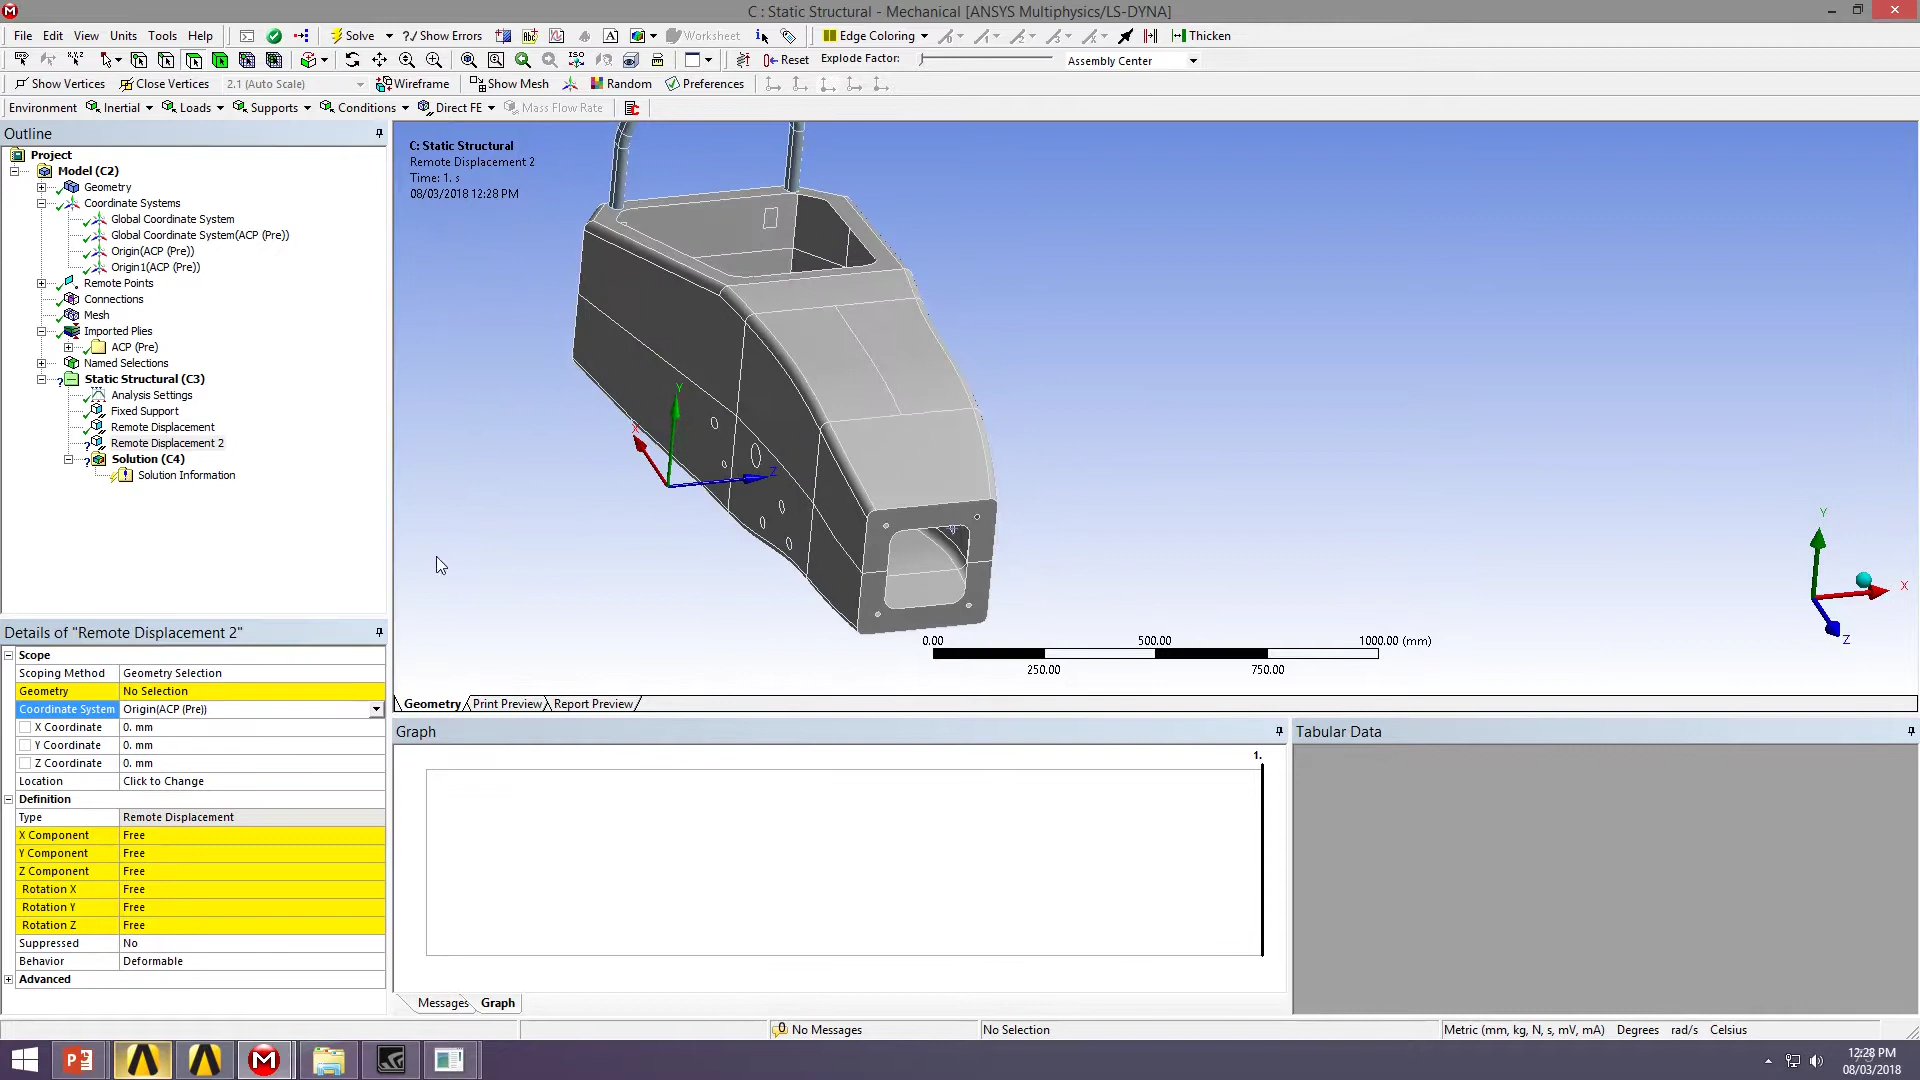 C : Static Structural - Mechanical [ANSYS Multiphysics/LS-DYNA]
File Edit View Units Tools Help Solve ?/ Show Errors Worksheet Edge Coloring Thicken
Reset Explode Factor: Assembly Center
Show Vertices Close Vertices 2.1 (Auto Scale) Wireframe Show Mesh Random Preferences
Environment Inertial Loads Supports Conditions Direct FE Mass Flow Rate
Outline
Project
Model (C2)
Geometry
Coordinate Systems
Global Coordinate System
Global Coordinate System(ACP (Pre))
Origin(ACP (Pre))
Origin1(ACP (Pre))
Remote Points
Connections
Mesh
Imported Plies
ACP (Pre)
Named Selections
Static Structural (C3)
Analysis Settings
Fixed Support
Remote Displacement
Remote Displacement 2
Solution (C4)
Solution Information
Details of "Remote Displacement 2"
Scope
Scoping Method Geometry Selection
Geometry No Selection
Coordinate System Origin(ACP (Pre))
X Coordinate 0. mm
Y Coordinate 0. mm
Z Coordinate 0. mm
Location Click to Change
Definition
Type Remote Displacement
X Component Free
Y Component Free
Z Component Free
Rotation X Free
Rotation Y Free
Rotation Z Free
Suppressed No
Behavior Deformable
Advanced
C: Static Structural
Remote Displacement 2
Time: 1. s
08/03/2018 12:28 PM
Y
X
Z
Y
X
Z
0.00 500.00 1000.00 (mm)
250.00 750.00
Geometry Print Preview Report Preview
Graph
1.
Messages Graph
Tabular Data
No Messages No Selection Metric (mm, kg, N, s, mV, mA) Degrees rad/s Celsius
12:28 PM
08/03/2018